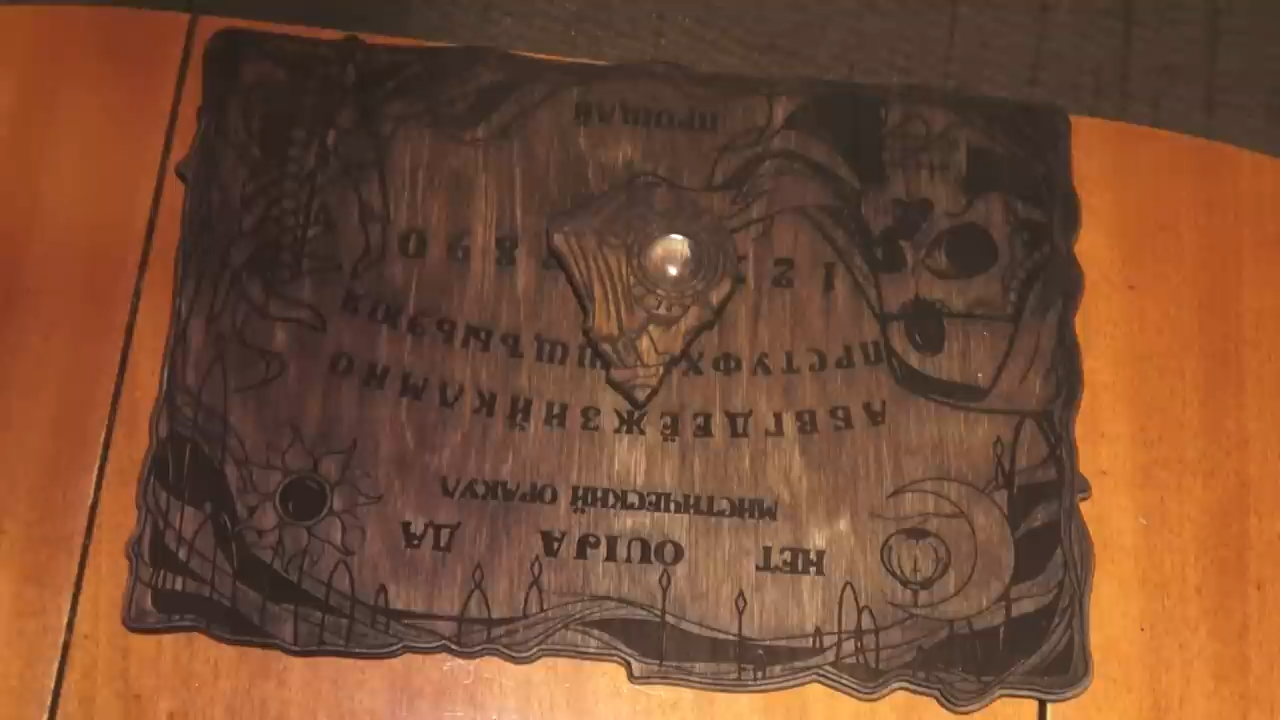 НЕТ OUIJA ДА
МИСТИЧЕСКИЙ ОРАКУЛ
АБВГДЕЁЖЗИЙКЛМНО
ПРСТУФХ ШЩЪЫЬЭЮЯ
1 2 8 9 0
ПРОЩАЙ